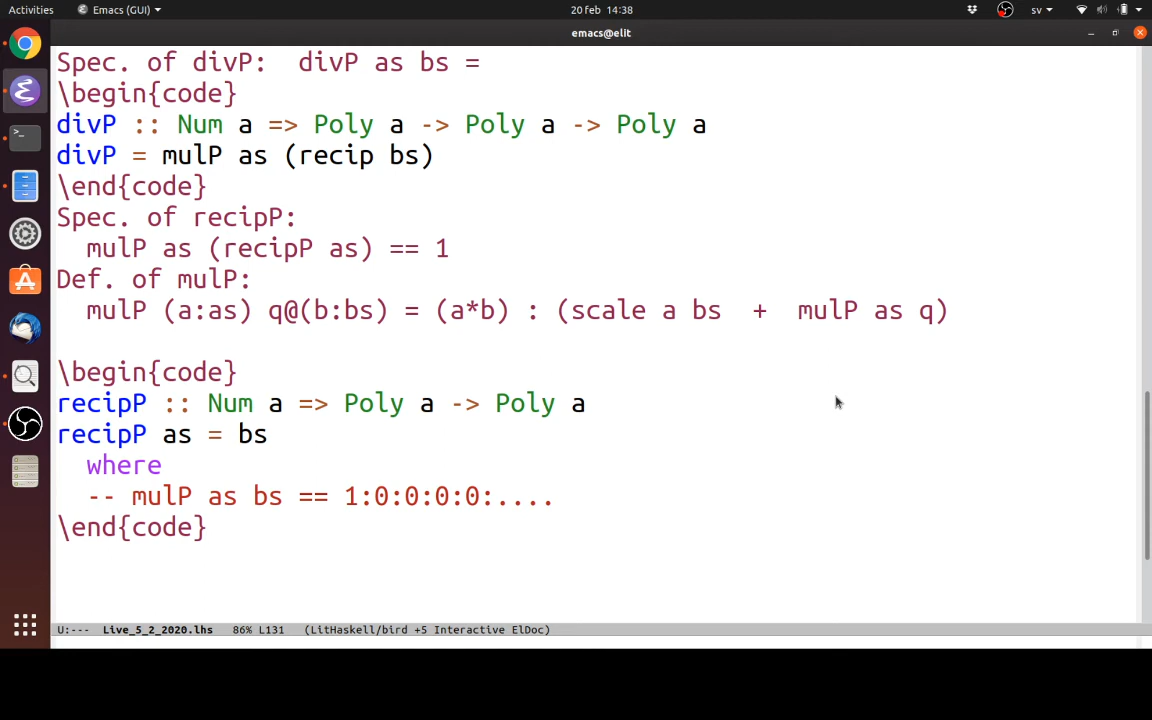 Activities
Emacs (GUI)
20 feb 14:38
sv
emacs@elit
Spec. of divP:  divP as bs =
\begin{code}
divP :: Num a => Poly a -> Poly a -> Poly a
divP = mulP as (recip bs)
\end{code}
Spec. of recipP:
  mulP as (recipP as) == 1
Def. of mulP:
  mulP (a:as) q@(b:bs) = (a*b) : (scale a bs  +  mulP as q)
\begin{code}
recipP :: Num a => Poly a -> Poly a
recipP as = bs
  where
  -- mulP as bs == 1:0:0:0:0:....
\end{code}
U:---  Live_5_2_2020.lhs   86% L131   (LitHaskell/bird +5 Interactive ElDoc)